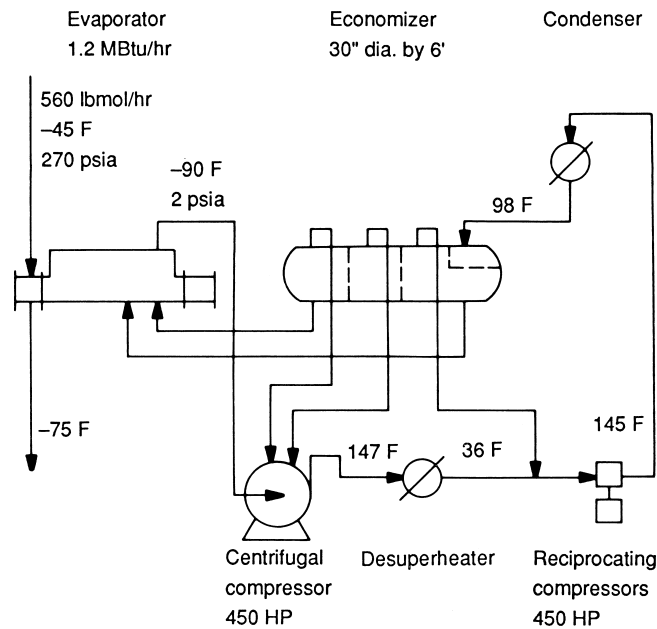 Evaporator
1.2 MBtu/hr
Economizer
30" dia. by 6'
Condenser
560 lbmol/hr
–45 F
270 psia
–90 F
2 psia
98 F
–75 F
147 F
36 F
145 F
Centrifugal
compressor
450 HP
Desuperheater
Reciprocating
compressors
450 HP